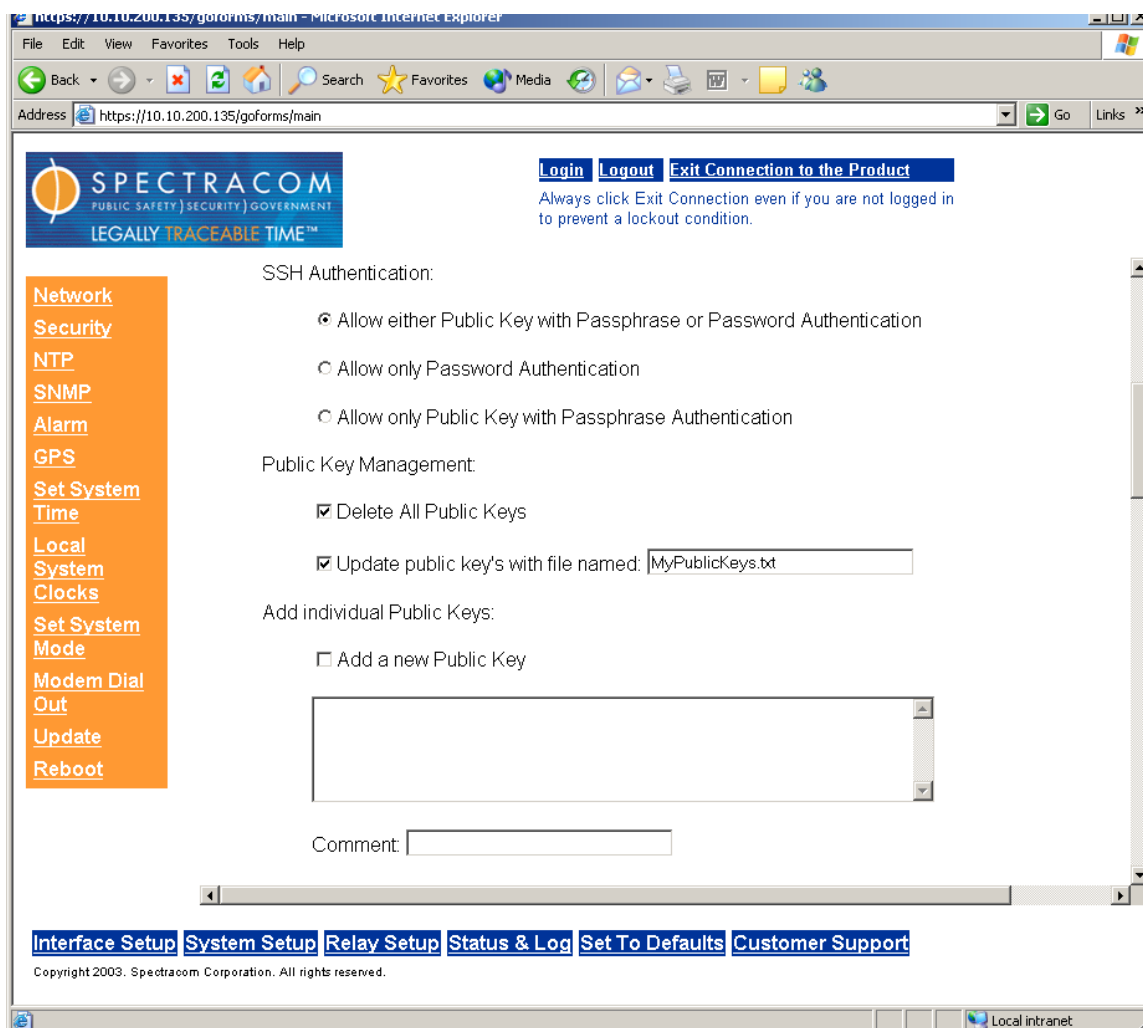 https://10.10.200.135/goforms/main - Microsoft Internet Explorer
File Edit View Favorites Tools Help
Back Search Favorites Media
Address https://10.10.200.135/goforms/main Go Links »
SPECTRACOM
PUBLIC SAFETY ) SECURITY ) GOVERNMENT
LEGALLY TRACEABLE TIME™
Login Logout Exit Connection to the Product
Always click Exit Connection even if you are not logged in
to prevent a lockout condition.
Network
Security
NTP
SNMP
Alarm
GPS
Set System
Time
Local
System
Clocks
Set System
Mode
Modem Dial
Out
Update
Reboot
SSH Authentication:
Allow either Public Key with Passphrase or Password Authentication
Allow only Password Authentication
Allow only Public Key with Passphrase Authentication
Public Key Management:
Delete All Public Keys
Update public key's with file named: MyPublicKeys.txt
Add individual Public Keys:
Add a new Public Key
Comment:
Interface Setup System Setup Relay Setup Status & Log Set To Defaults Customer Support
Copyright 2003. Spectracom Corporation. All rights reserved.
Local intranet